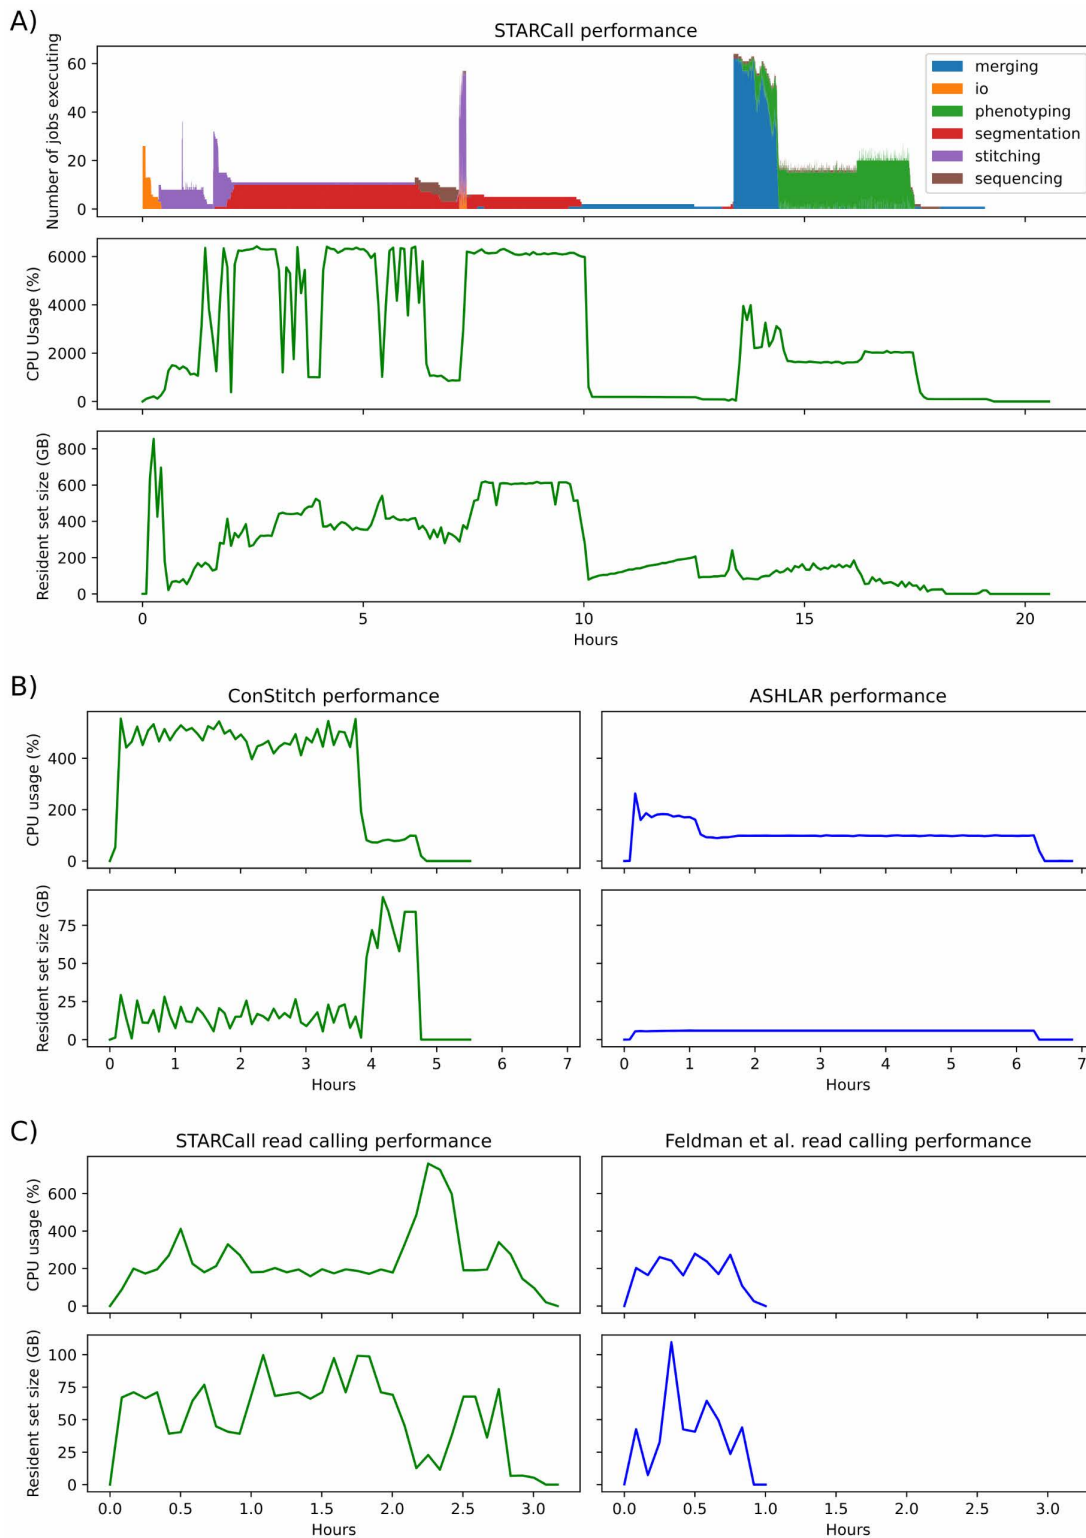 A)
STARCall performance
Number of jobs executing
60
40
20
0
merging
io
phenotyping
segmentation
stitching
sequencing
CPU Usage (%)
6000
4000
2000
0
Resident set size (GB)
800
600
400
200
0
0 5 10 15 20
Hours
B)
ConStitch performance
CPU usage (%)
400
200
0
Resident set size (GB)
75
50
25
0
0 1 2 3 4 5 6 7
Hours
ASHLAR performance
0 1 2 3 4 5 6 7
Hours
C)
STARCall read calling performance
CPU usage (%)
600
400
200
0
Resident set size (GB)
100
75
50
25
0
0.0 0.5 1.0 1.5 2.0 2.5 3.0
Hours
Feldman et al. read calling performance
0.0 0.5 1.0 1.5 2.0 2.5 3.0
Hours